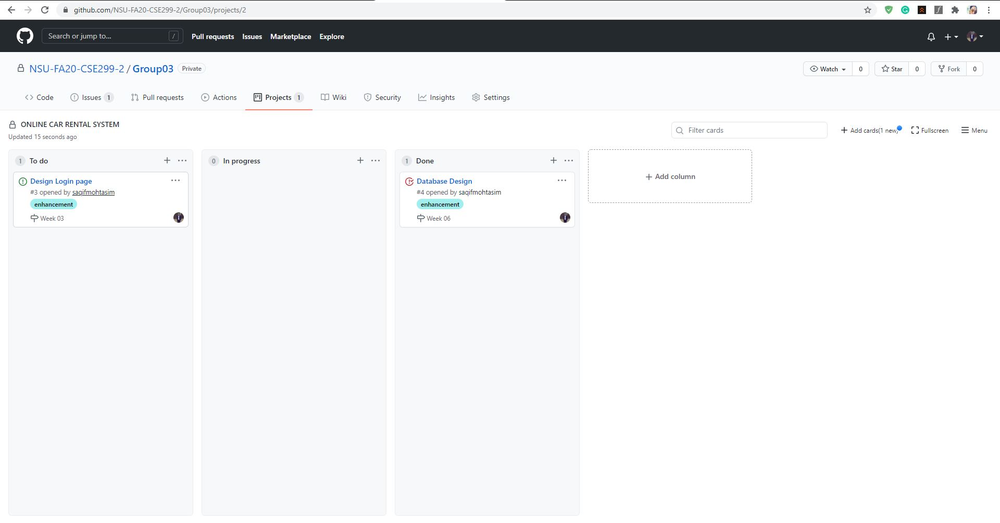 github.com/NSU-FA20-CSE299-2/Group03/projects/2
Search or jump to... /
Pull requests Issues Marketplace Explore
NSU-FA20-CSE299-2 / Group03 Private
Watch 0 Star 0 Fork 0
Code Issues 1 Pull requests Actions Projects 1 Wiki Security Insights Settings
ONLINE CAR RENTAL SYSTEM
Updated 15 seconds ago
Filter cards
Add cards(1 new) Fullscreen Menu
1 To do
Design Login page
#3 opened by saqifmohtasim
enhancement
Week 03
0 In progress
1 Done
Database Design
#4 opened by saqifmohtasim
enhancement
Week 06
Add column